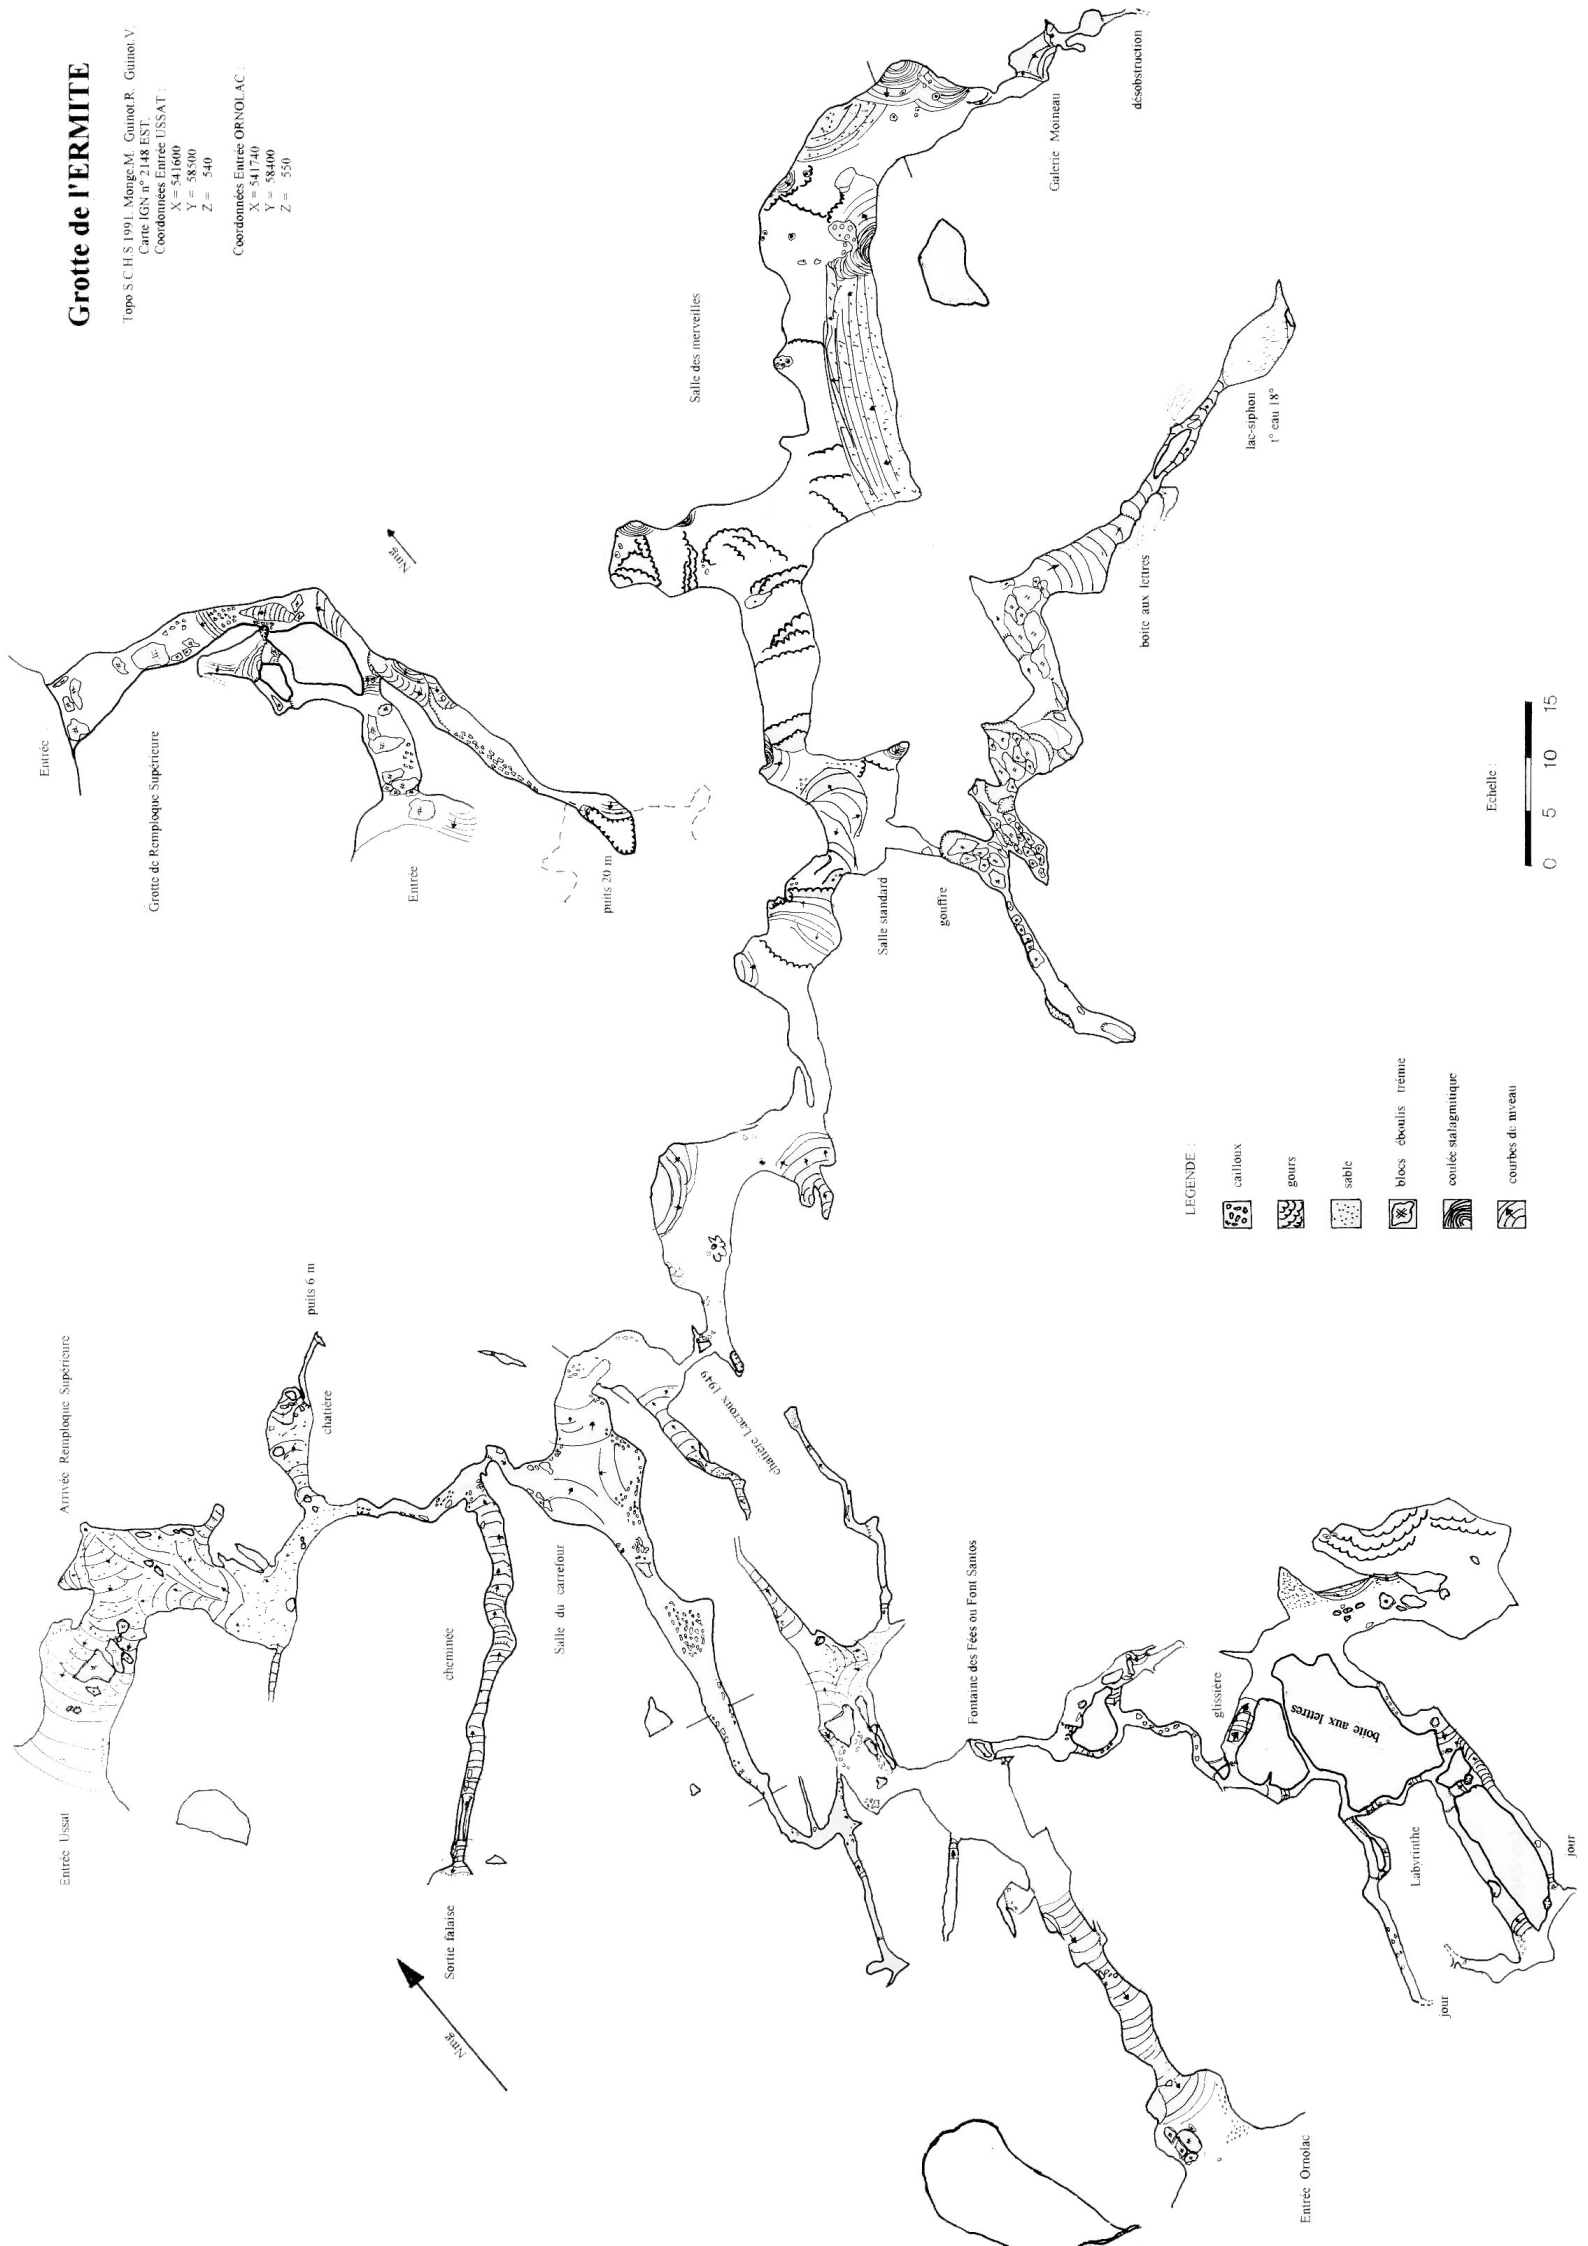 Grotte de l'ERMITE
Topo S.C.H.S 1991. Monge.M. Guinot.R. Guinot.V.
Carte IGN n° 2148 EST.
Coordonnées Entrée USSAT :
X = 541600
Y = 58500
Z = 540
Coordonnées Entrée ORNOLAC :
X = 541740
Y = 58400
Z = 550
Entrée
Grotte de Remploque Supérieure
Nmg
Entrée
puits 20 m
Salle des merveilles
Galerie Moineau
désobstruction
lac-siphon
t° eau 18°
boite aux lettres
Salle standard
gouffre
Echelle :
0 5 10 15
Arrivée Remploque Supérieure
puits 6 m
chatière
Entrée Ussat
cheminée
Sortie falaise
Nmg
Salle du carrefour
chatière Lacroux 1949
Fontaine des Fées ou Font Santos
glissière
boite aux lettres
Labyrinthe
jour
jour
Entrée Ornolac
LEGENDE :
cailloux
gours
sable
blocs éboulis trémie
coulée stalagmitique
courbes de niveau